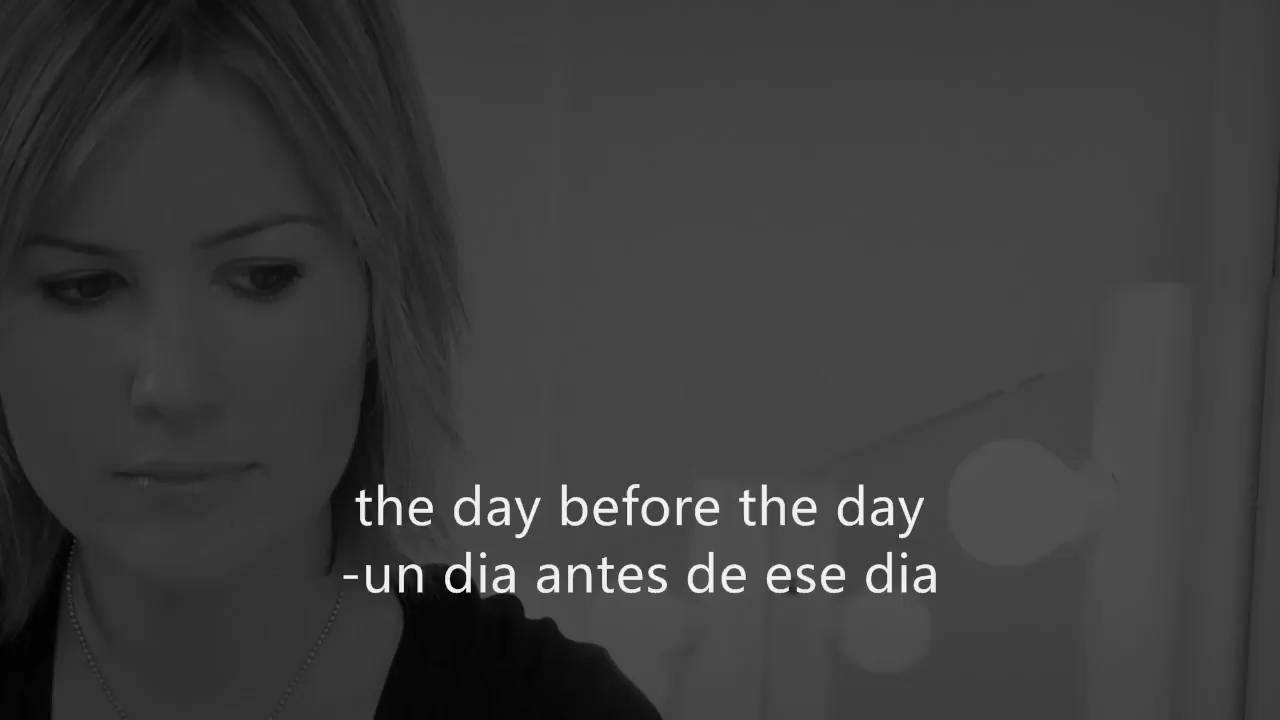 the day before the day
-un dia antes de ese dia